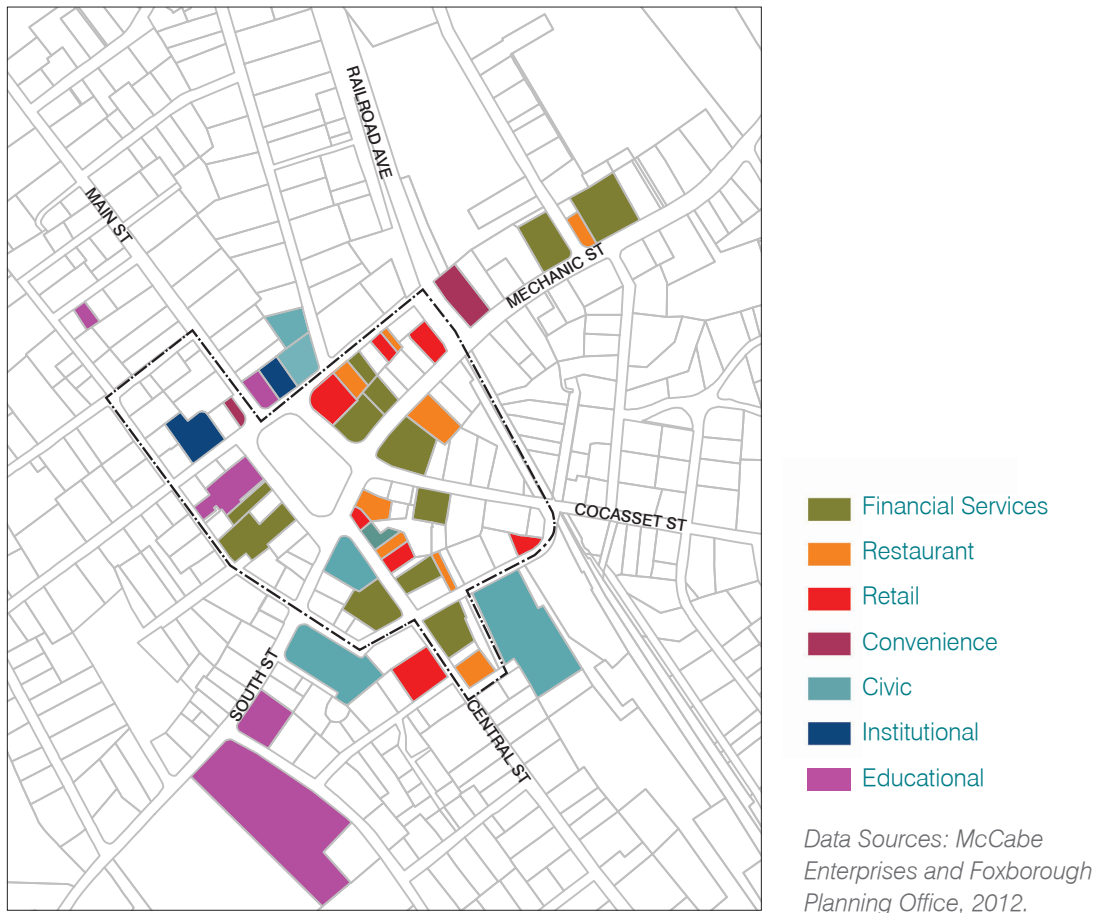 RAILROAD AVE
MAIN ST
MECHANIC ST
COCASSET ST
SOUTH ST
CENTRAL ST
Financial Services
Restaurant
Retail
Convenience
Civic
Institutional
Educational
Data Sources: McCabe
Enterprises and Foxborough
Planning Office, 2012.